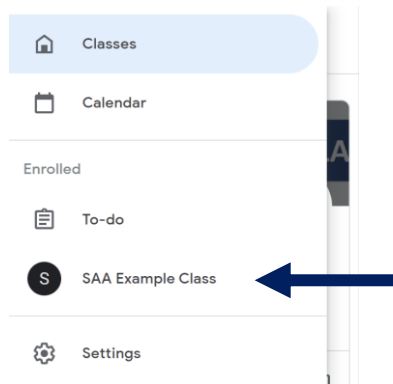 Classes
Calendar
Enrolled
To-do
S
SAA Example Class
Settings